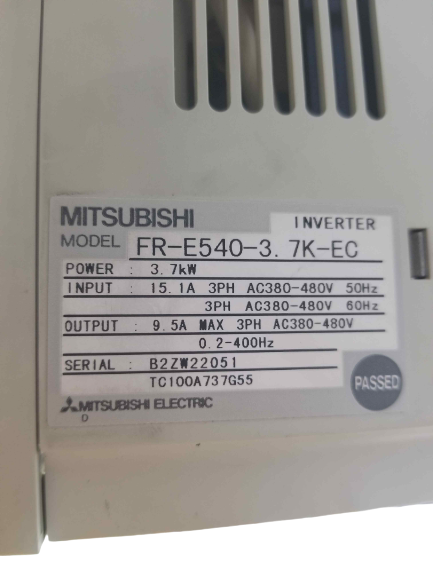 MITSUBISHI
INVERTER
MODEL FR-E540-3.7K-EC
POWER : 3.7kW
INPUT : 15.1A 3PH AC380-480V 50Hz
3PH AC380-480V 60Hz
OUTPUT : 9.5A MAX 3PH AC380-480V
0.2-400Hz
SERIAL : B2ZW22051
TC100A737G55
PASSED
MITSUBISHI ELECTRIC
D